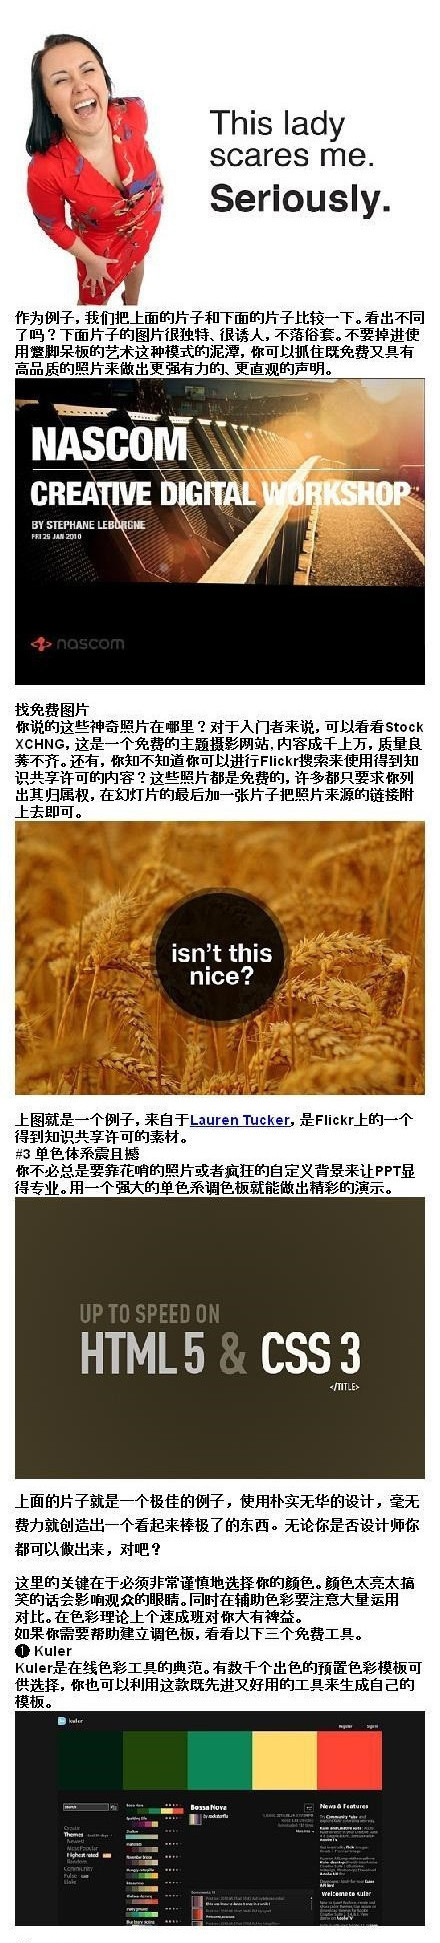 This lady
scares me.
Seriously.
作为例子，我们把上面的片子和下面的片子比较一下。看出不同
了吗？下面片子的图片很独特、很诱人，不落俗套。不要掉进使
用蹩脚呆板的艺术这种模式的泥潭，你可以抓住既免费又具有
高品质的照片来做出更强有力的、更直观的声明。
NASCOM
CREATIVE DIGITAL WORKSHOP
BY STEPHANE LEBORGNE
FRI 29 JAN 2010
nascom
找免费图片
你说的这些神奇照片在哪里？对于入门者来说，可以看看Stock
XCHNG，这是一个免费的主题摄影网站，内容成千上万，质量良
莠不齐。还有，你知不知道你可以进行Flickr搜索来使用得到知
识共享许可的内容？这些照片都是免费的，许多都只要求你列
出其归属权，在幻灯片的最后加一张片子把照片来源的链接附
上去即可。
isn't this
nice?
上图就是一个例子，来自于Lauren Tucker，是Flickr上的一个
得到知识共享许可的素材。
#3 单色体系震且撼
你不必总是要靠花哨的照片或者疯狂的自定义背景来让PPT显
得专业。用一个强大的单色系调色板就能做出精彩的演示。
UP TO SPEED ON
HTML 5 & CSS 3
</TITLE>
上面的片子就是一个极佳的例子，使用朴实无华的设计，毫无
费力就创造出一个看起来棒极了的东西。无论你是否设计师你
都可以做出来，对吧？
这里的关键在于必须非常谨慎地选择你的颜色。颜色太亮太搞
笑的话会影响观众的眼睛。同时在辅助色彩要注意大量运用
对比。在色彩理论上个速成班对你大有裨益。
如果你需要帮助建立调色板，看看以下三个免费工具。
❶ Kuler
Kuler是在线色彩工具的典范。有数千个出色的预置色彩模板可
供选择，你也可以利用这款既先进又好用的工具来生成自己的
模板。
kuler
Register Sign In
Bossa Nova
News & Features
Create
Themes
Newest
Most Popular
Highest rated
Random
Community
Pulse
Welcome to Kuler